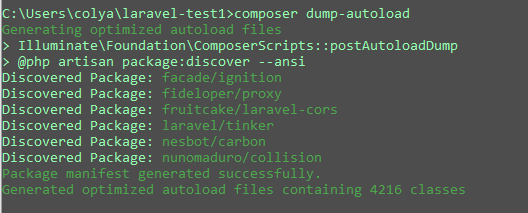 C:\Users\colya\laravel-test1>composer dump-autoload
Generating optimized autoload files
> Illuminate\Foundation\ComposerScripts::postAutoloadDump
> @php artisan package:discover --ansi
Discovered Package: facade/ignition
Discovered Package: fideloper/proxy
Discovered Package: fruitcake/laravel-cors
Discovered Package: laravel/tinker
Discovered Package: nesbot/carbon
Discovered Package: nunomaduro/collision
Package manifest generated successfully.
Generated optimized autoload files containing 4216 classes